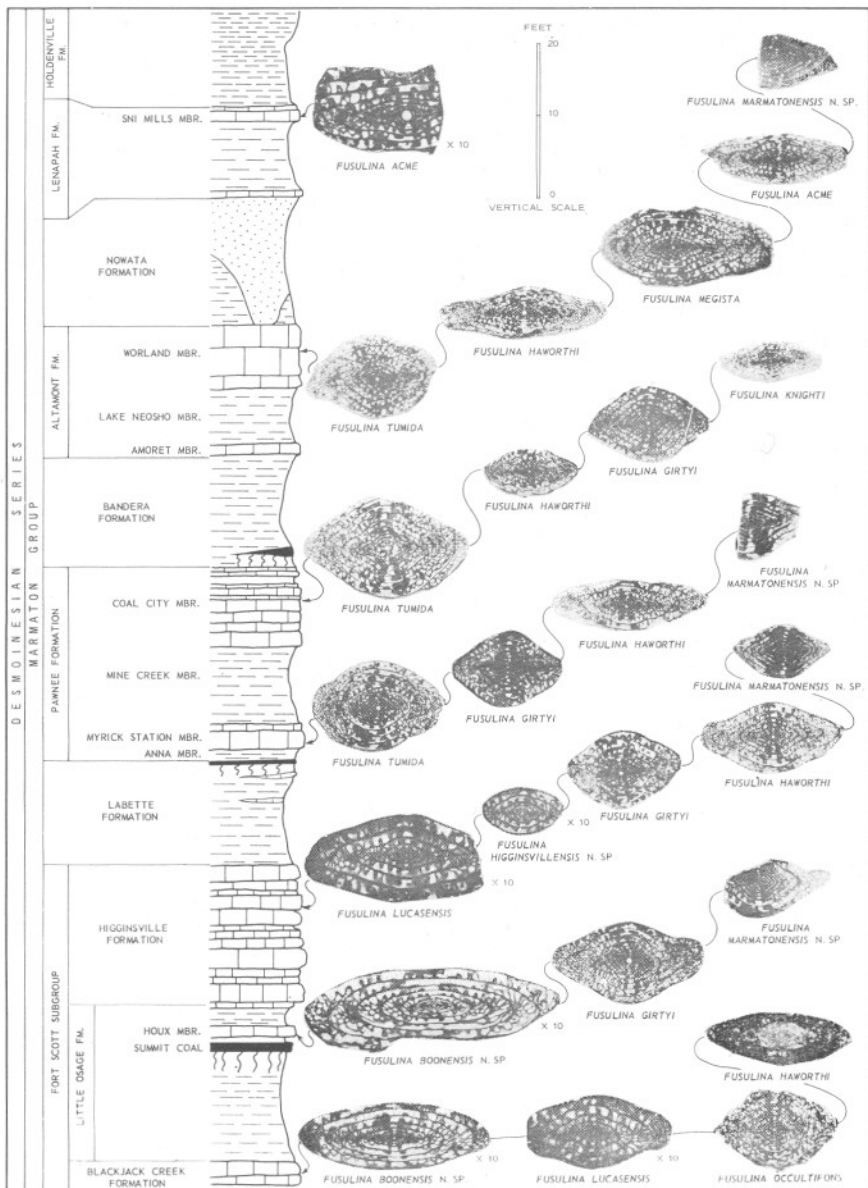 DESMOINESIAN SERIES
MARMATON GROUP
HOLDENVILLE
FM.
LENAPAH FM.
SNI MILLS MBR.
NOWATA
FORMATION
ALTAMONT FM.
WORLAND MBR.
LAKE NEOSHO MBR.
AMORET MBR.
BANDERA
FORMATION
PAWNEE FORMATION
COAL CITY MBR.
MINE CREEK MBR.
MYRICK STATION MBR.
ANNA MBR.
LABETTE
FORMATION
FORT SCOTT SUBGROUP
HIGGINSVILLE
FORMATION
LITTLE OSAGE FM.
HOUX MBR.
SUMMIT COAL
BLACKJACK CREEK
FORMATION
FEET
20
10
0
VERTICAL SCALE
X 10
FUSULINA ACME
FUSULINA MARMATONENSIS N. SP.
FUSULINA ACME
FUSULINA MEGISTA
FUSULINA HAWORTHI
FUSULINA TUMIDA
FUSULINA KNIGHTI
FUSULINA GIRTYI
FUSULINA HAWORTHI
FUSULINA TUMIDA
FUSULINA
MARMATONENSIS N. SP
FUSULINA HAWORTHI
FUSULINA GIRTYI
FUSULINA TUMIDA
FUSULINA MARMATONENSIS N. SP.
FUSULINA HAWORTHI
FUSULINA GIRTYI
X 10
FUSULINA
HIGGINSVILLENSIS N. SP
X 10
FUSULINA LUCASENSIS
FUSULINA
MARMATONENSIS N. SP
FUSULINA GIRTYI
X 10
FUSULINA BOONENSIS N. SP
FUSULINA HAWORTHI
X 10
FUSULINA BOONENSIS N. SP
X 10
FUSULINA LUCASENSIS
FUSULINA OCCULTIFONS